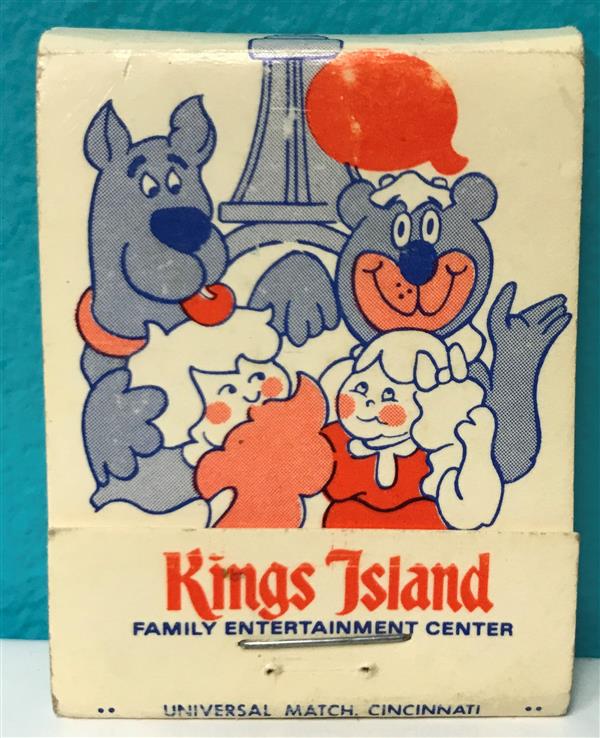 Kings Island
FAMILY ENTERTAINMENT CENTER
UNIVERSAL MATCH, CINCINNATI